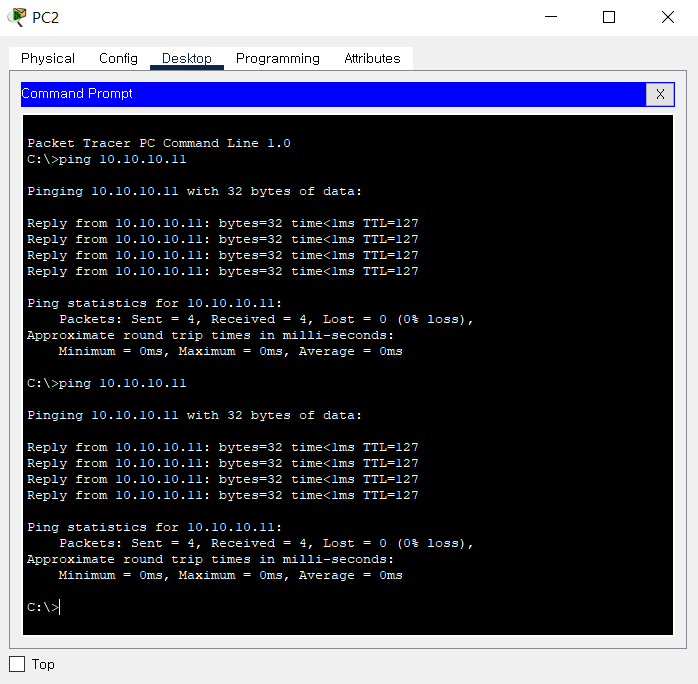 PC2
Physical Config Desktop Programming Attributes
Command Prompt X
Packet Tracer PC Command Line 1.0
C:\>ping 10.10.10.11
Pinging 10.10.10.11 with 32 bytes of data:
Reply from 10.10.10.11: bytes=32 time<1ms TTL=127
Reply from 10.10.10.11: bytes=32 time<1ms TTL=127
Reply from 10.10.10.11: bytes=32 time<1ms TTL=127
Reply from 10.10.10.11: bytes=32 time<1ms TTL=127
Ping statistics for 10.10.10.11:
Packets: Sent = 4, Received = 4, Lost = 0 (0% loss),
Approximate round trip times in milli-seconds:
Minimum = 0ms, Maximum = 0ms, Average = 0ms
C:\>ping 10.10.10.11
Pinging 10.10.10.11 with 32 bytes of data:
Reply from 10.10.10.11: bytes=32 time<1ms TTL=127
Reply from 10.10.10.11: bytes=32 time<1ms TTL=127
Reply from 10.10.10.11: bytes=32 time<1ms TTL=127
Reply from 10.10.10.11: bytes=32 time<1ms TTL=127
Ping statistics for 10.10.10.11:
Packets: Sent = 4, Received = 4, Lost = 0 (0% loss),
Approximate round trip times in milli-seconds:
Minimum = 0ms, Maximum = 0ms, Average = 0ms
C:\>
Top